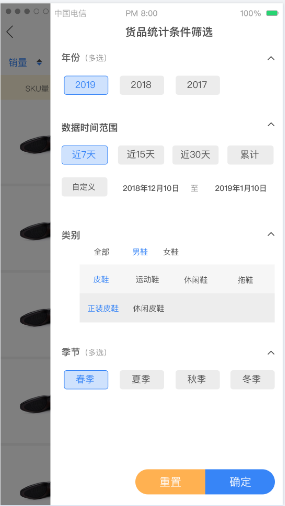 中国电信 PM 8:00 100%
货品统计条件筛选
销量
SKU
年份 (多选)
2019 2018 2017
数据时间范围
近7天 近15天 近30天 累计
自定义 2018年12月10日 至 2019年1月10日
类别
全部 男鞋 女鞋
皮鞋 运动鞋 休闲鞋 拖鞋
正装皮鞋 休闲皮鞋
季节 (多选)
春季 夏季 秋季 冬季
重置 确定